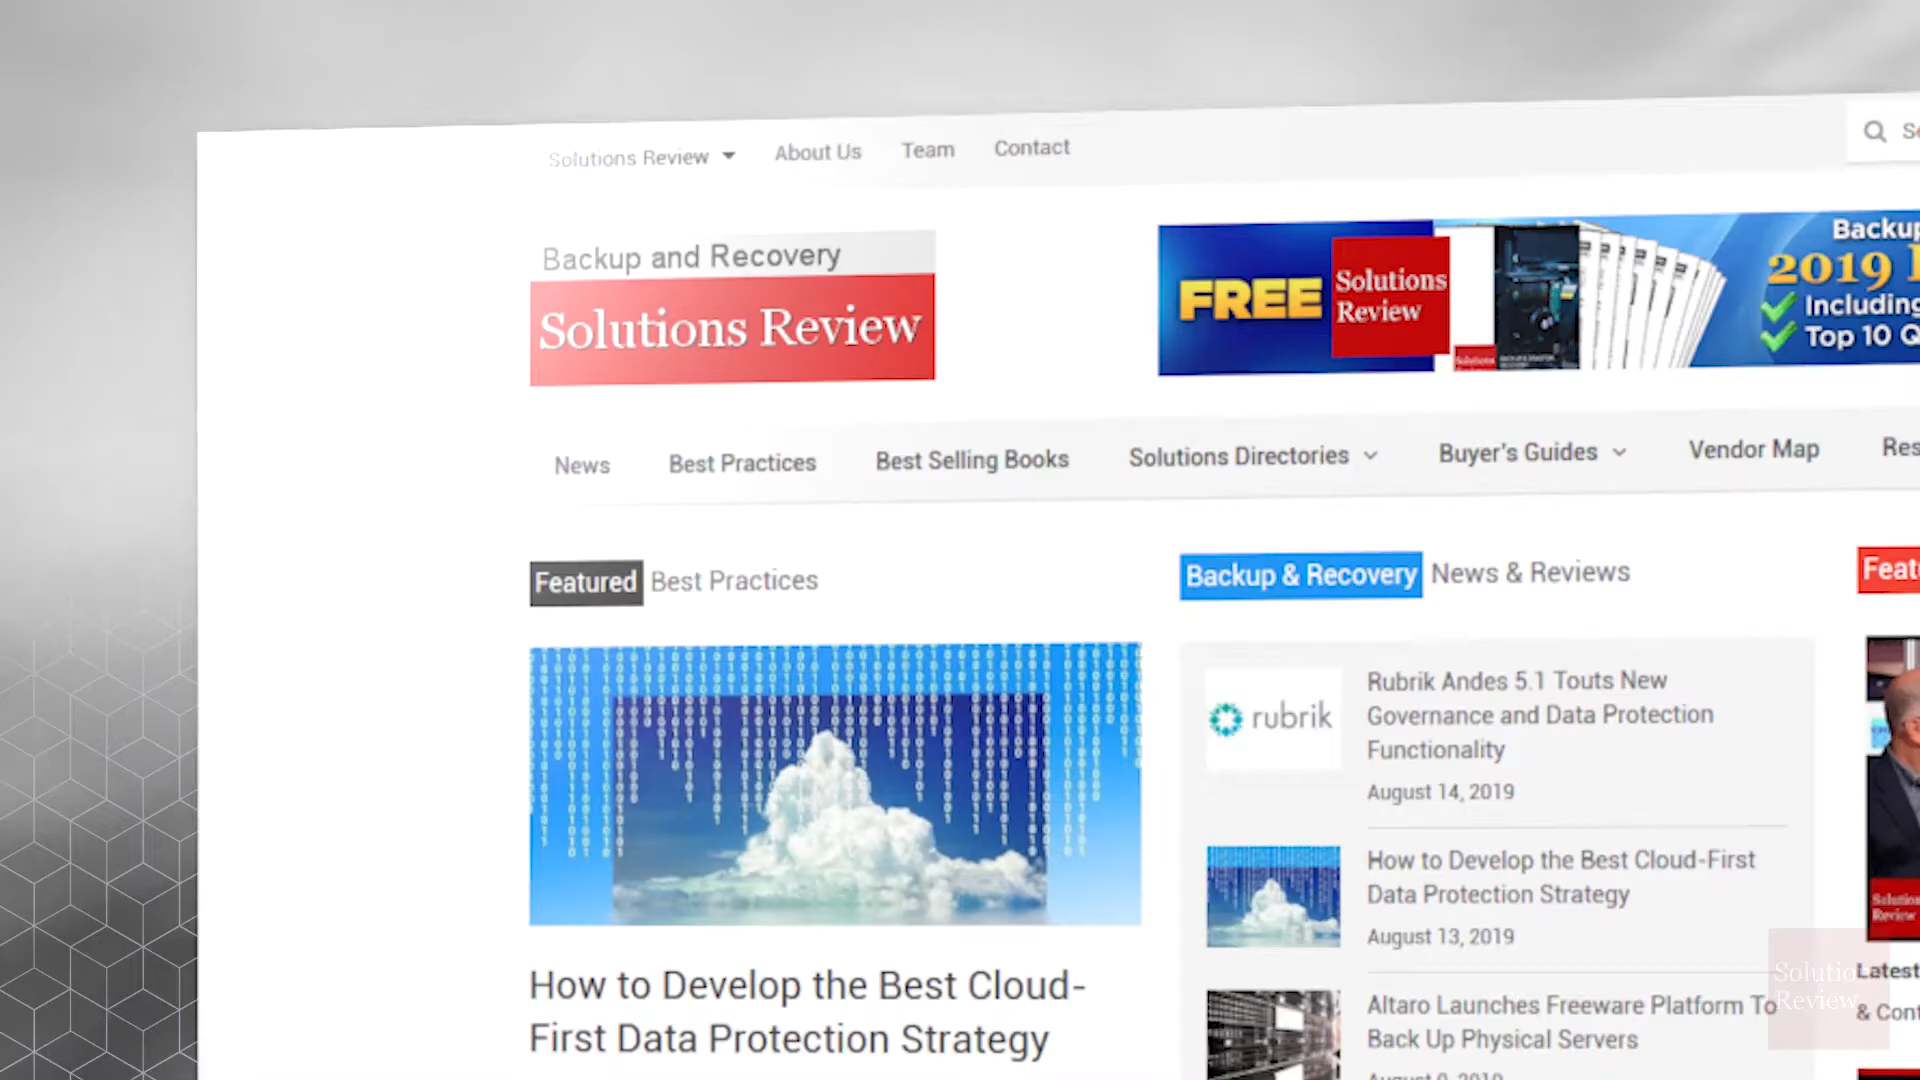 Solutions Review
About Us
Team
Contact
Backup and Recovery
Solutions Review
FREE
Solutions
Review
Backup
2019
Including
Top 10 Q
News
Best Practices
Best Selling Books
Solutions Directories
Buyer's Guides
Vendor Map
Featured Best Practices
How to Develop the Best Cloud-
First Data Protection Strategy
Backup & Recovery News & Reviews
rubrik
Rubrik Andes 5.1 Touts New
Governance and Data Protection
Functionality
August 14, 2019
How to Develop the Best Cloud-First
Data Protection Strategy
August 13, 2019
Altaro Launches Freeware Platform To
Back Up Physical Servers
Solutions
Review
Latest
Review